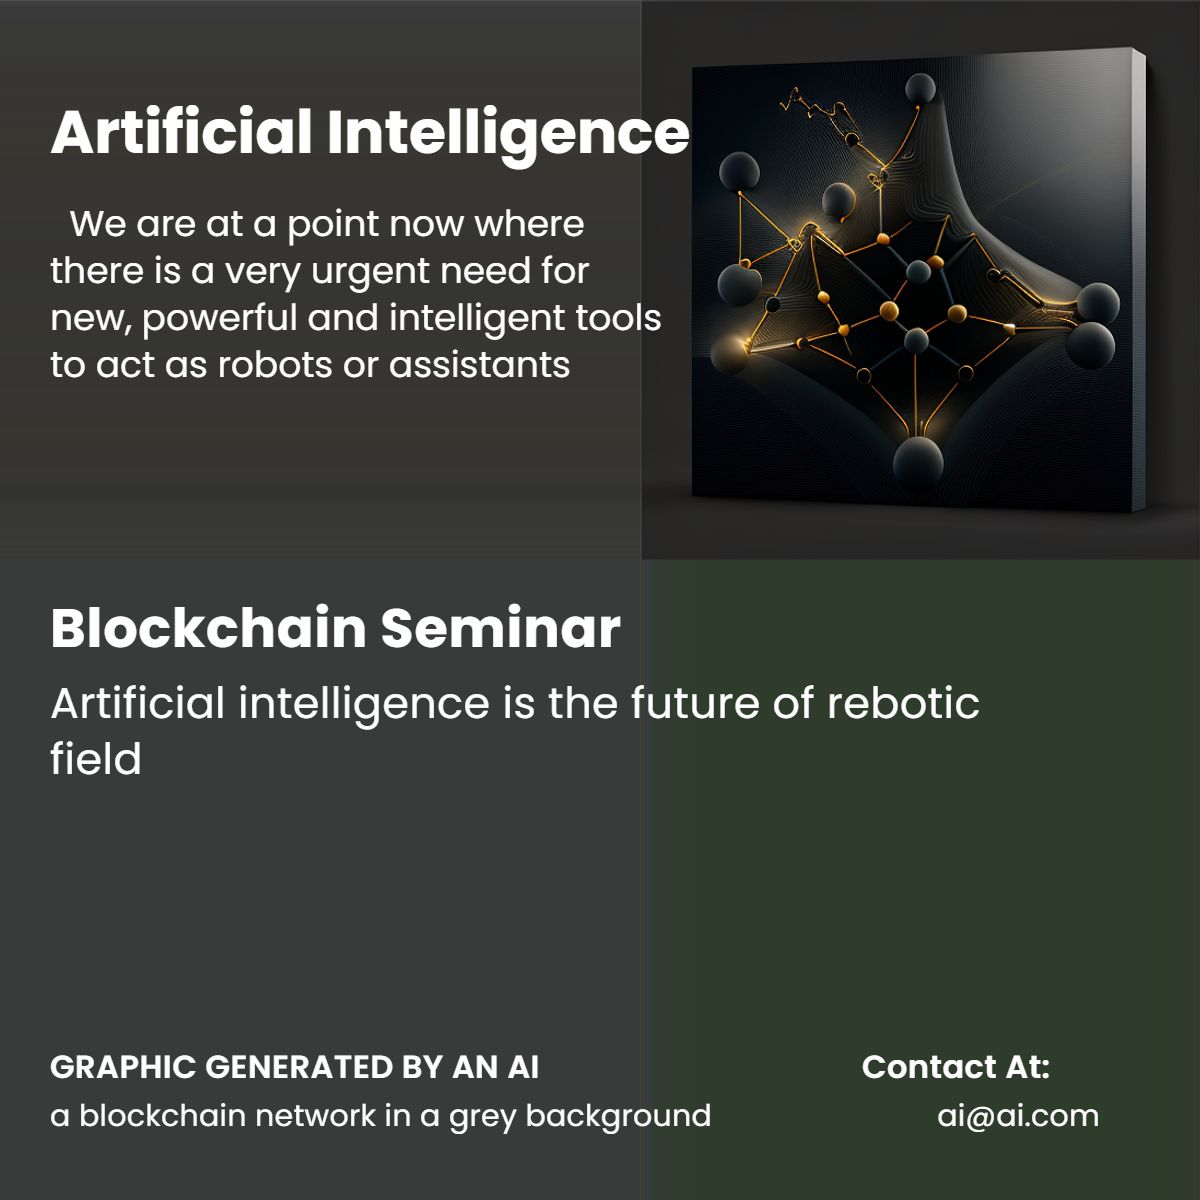 Artificial Intelligence
We are at a point now where
there is a very urgent need for
new, powerful and intelligent tools
to act as robots or assistants
Blockchain Seminar
Artificial intelligence is the future of rebotic
field
GRAPHIC GENERATED BY AN AI
a blockchain network in a grey background
Contact At:
ai@ai.com